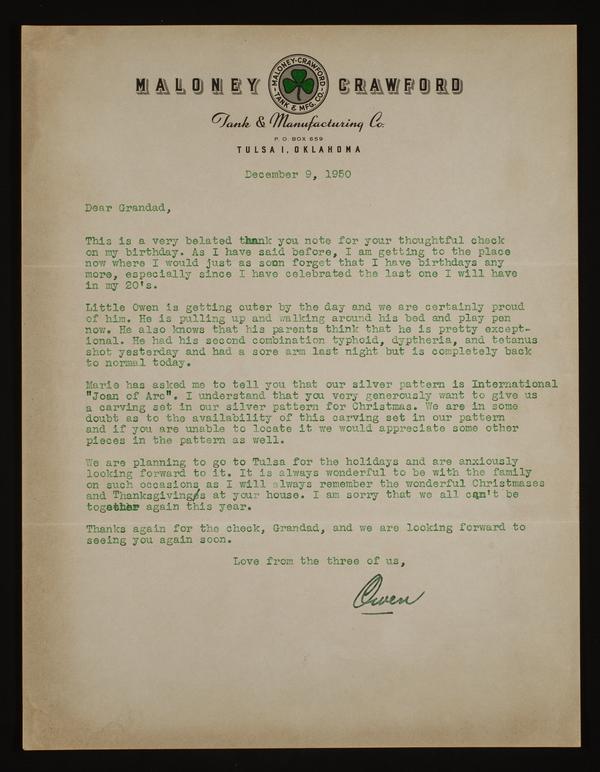 MALONEY CRAWFORD
MALONEY-CRAWFORD TANK & MFG. CO.
Tank & Manufacturing Co.
P. O. BOX 659
TULSA 1, OKLAHOMA
December 9, 1950
Dear Grandad,
This is a very belated thank you note for your thoughtful check
on my birthday. As I have said before, I am getting to the place
now where I would just as soon forget that I have birthdays any
more, especially since I have celebrated the last one I will have
in my 20's.
Little Owen is getting cuter by the day and we are certainly proud
of him. He is pulling up and walking around his bed and play pen
now. He also knows that his parents think that he is pretty except-
ional. He had his second combination typhoid, dyptheria, and tetanus
shot yesterday and had a sore arm last night but is completely back
to normal today.
Marie has asked me to tell you that our silver pattern is International
"Joan of Arc". I understand that you very generously want to give us
a carving set in our silver pattern for Christmas. We are in some
doubt as to the availability of this carving set in our pattern
and if you are unable to locate it we would appreciate some other
pieces in the pattern as well.
We are planning to go to Tulsa for the holidays and are anxiously
looking forward to it. It is always wonderful to be with the family
on such occasions as I will always remember the wonderful Christmases
and Thanksgivings at your house. I am sorry that we all can't be
together again this year.
Thanks again for the check, Grandad, and we are looking forward to
seeing you again soon.
Love from the three of us,
Owen